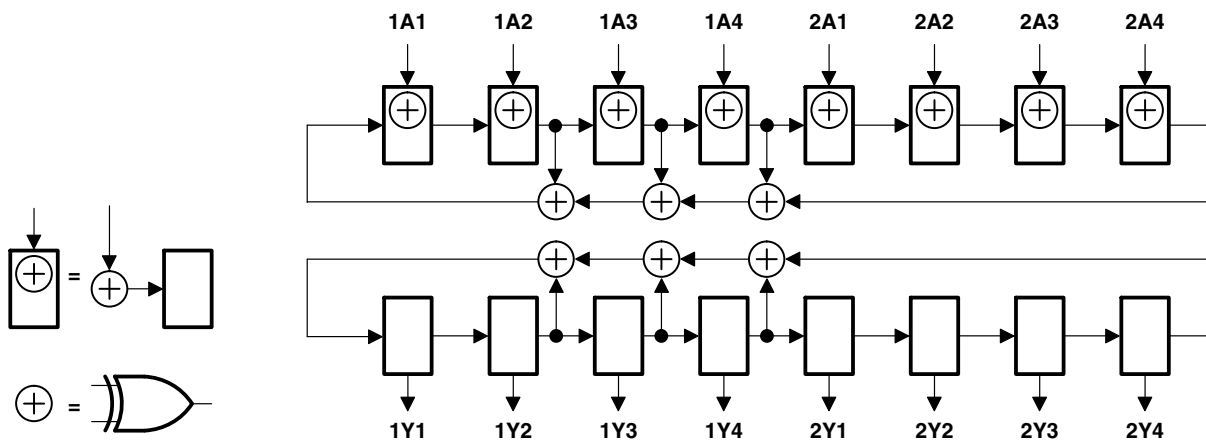 1A1 1A2 1A3 1A4 2A1 2A2 2A3 2A4
=
=
1Y1 1Y2 1Y3 1Y4 2Y1 2Y2 2Y3 2Y4